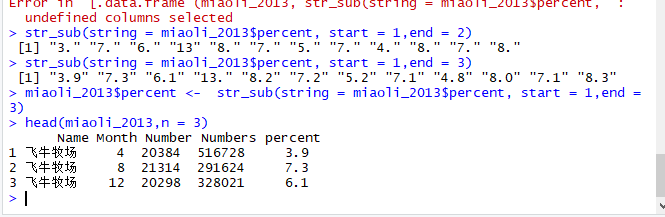 Error in `[.data.frame`(miaoli_2013, str_sub(string = miaoli_2013$percent,  :
  undefined columns selected
> str_sub(string = miaoli_2013$percent, start = 1,end = 2)
 [1] "3." "7." "6." "13" "8." "7." "5." "7." "4." "8." "7." "8."
> str_sub(string = miaoli_2013$percent, start = 1,end = 3)
 [1] "3.9" "7.3" "6.1" "13." "8.2" "7.2" "5.2" "7.1" "4.8" "8.0" "7.1" "8.3"
> miaoli_2013$percent <-  str_sub(string = miaoli_2013$percent, start = 1,end =
3)
> head(miaoli_2013,n = 3)
      Name Month Number Numbers percent
1 飞牛牧场     4  20384  516728     3.9
2 飞牛牧场     8  21314  291624     7.3
3 飞牛牧场    12  20298  328021     6.1
>